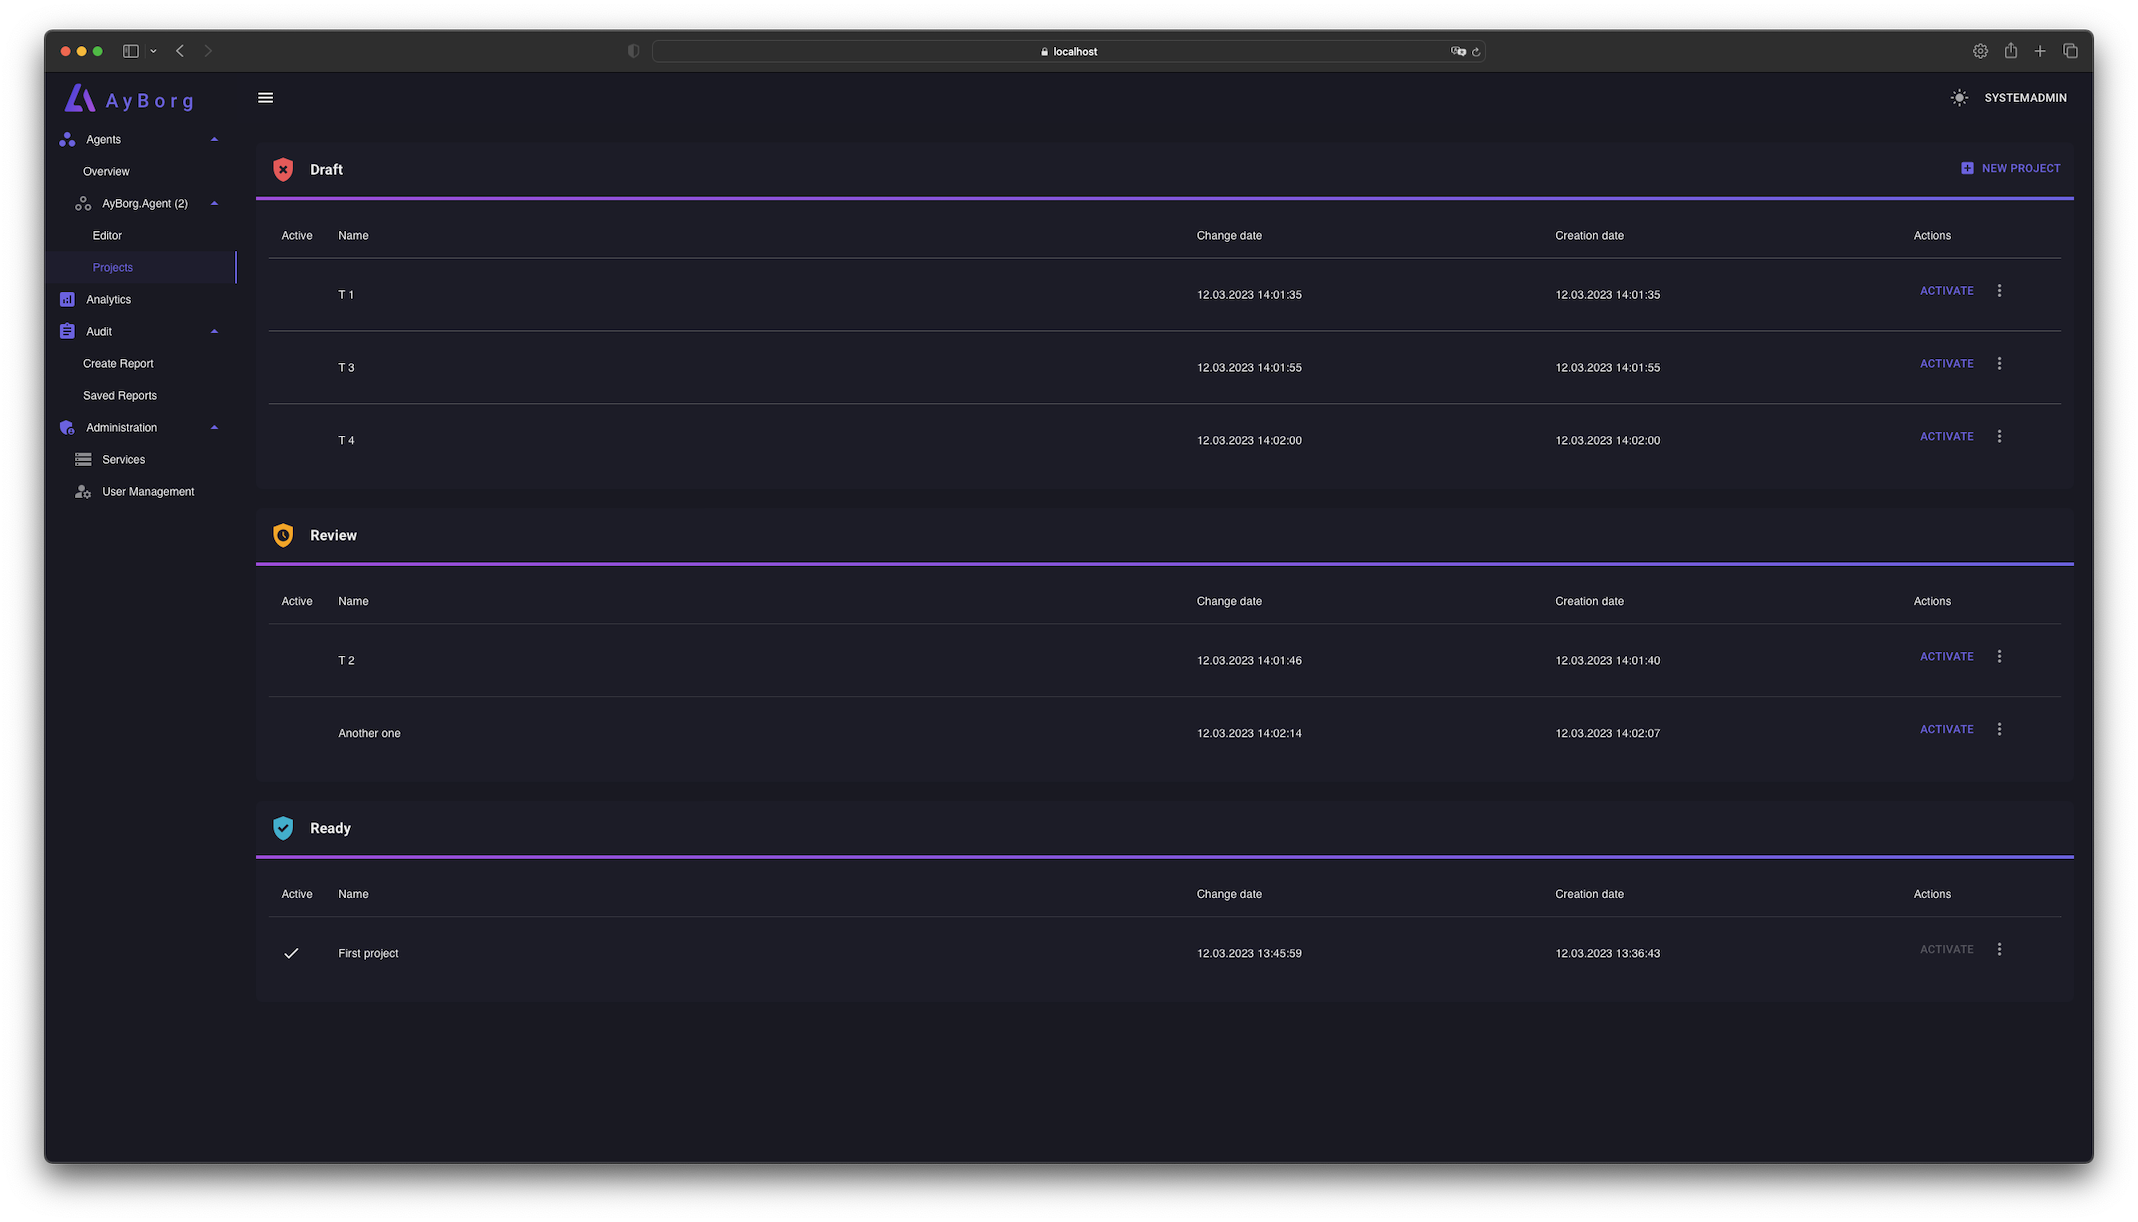 localhost
AyBorg
SYSTEMADMIN
Agents
Overview
AyBorg.Agent (2)
Editor
Projects
Analytics
Audit
Create Report
Saved Reports
Administration
Services
User Management
Draft
NEW PROJECT
Active Name Change date Creation date Actions
T 1 12.03.2023 14:01:35 12.03.2023 14:01:35 ACTIVATE
T 3 12.03.2023 14:01:55 12.03.2023 14:01:55 ACTIVATE
T 4 12.03.2023 14:02:00 12.03.2023 14:02:00 ACTIVATE
Review
Active Name Change date Creation date Actions
T 2 12.03.2023 14:01:46 12.03.2023 14:01:40 ACTIVATE
Another one 12.03.2023 14:02:14 12.03.2023 14:02:07 ACTIVATE
Ready
Active Name Change date Creation date Actions
First project 12.03.2023 13:45:59 12.03.2023 13:36:43 ACTIVATE